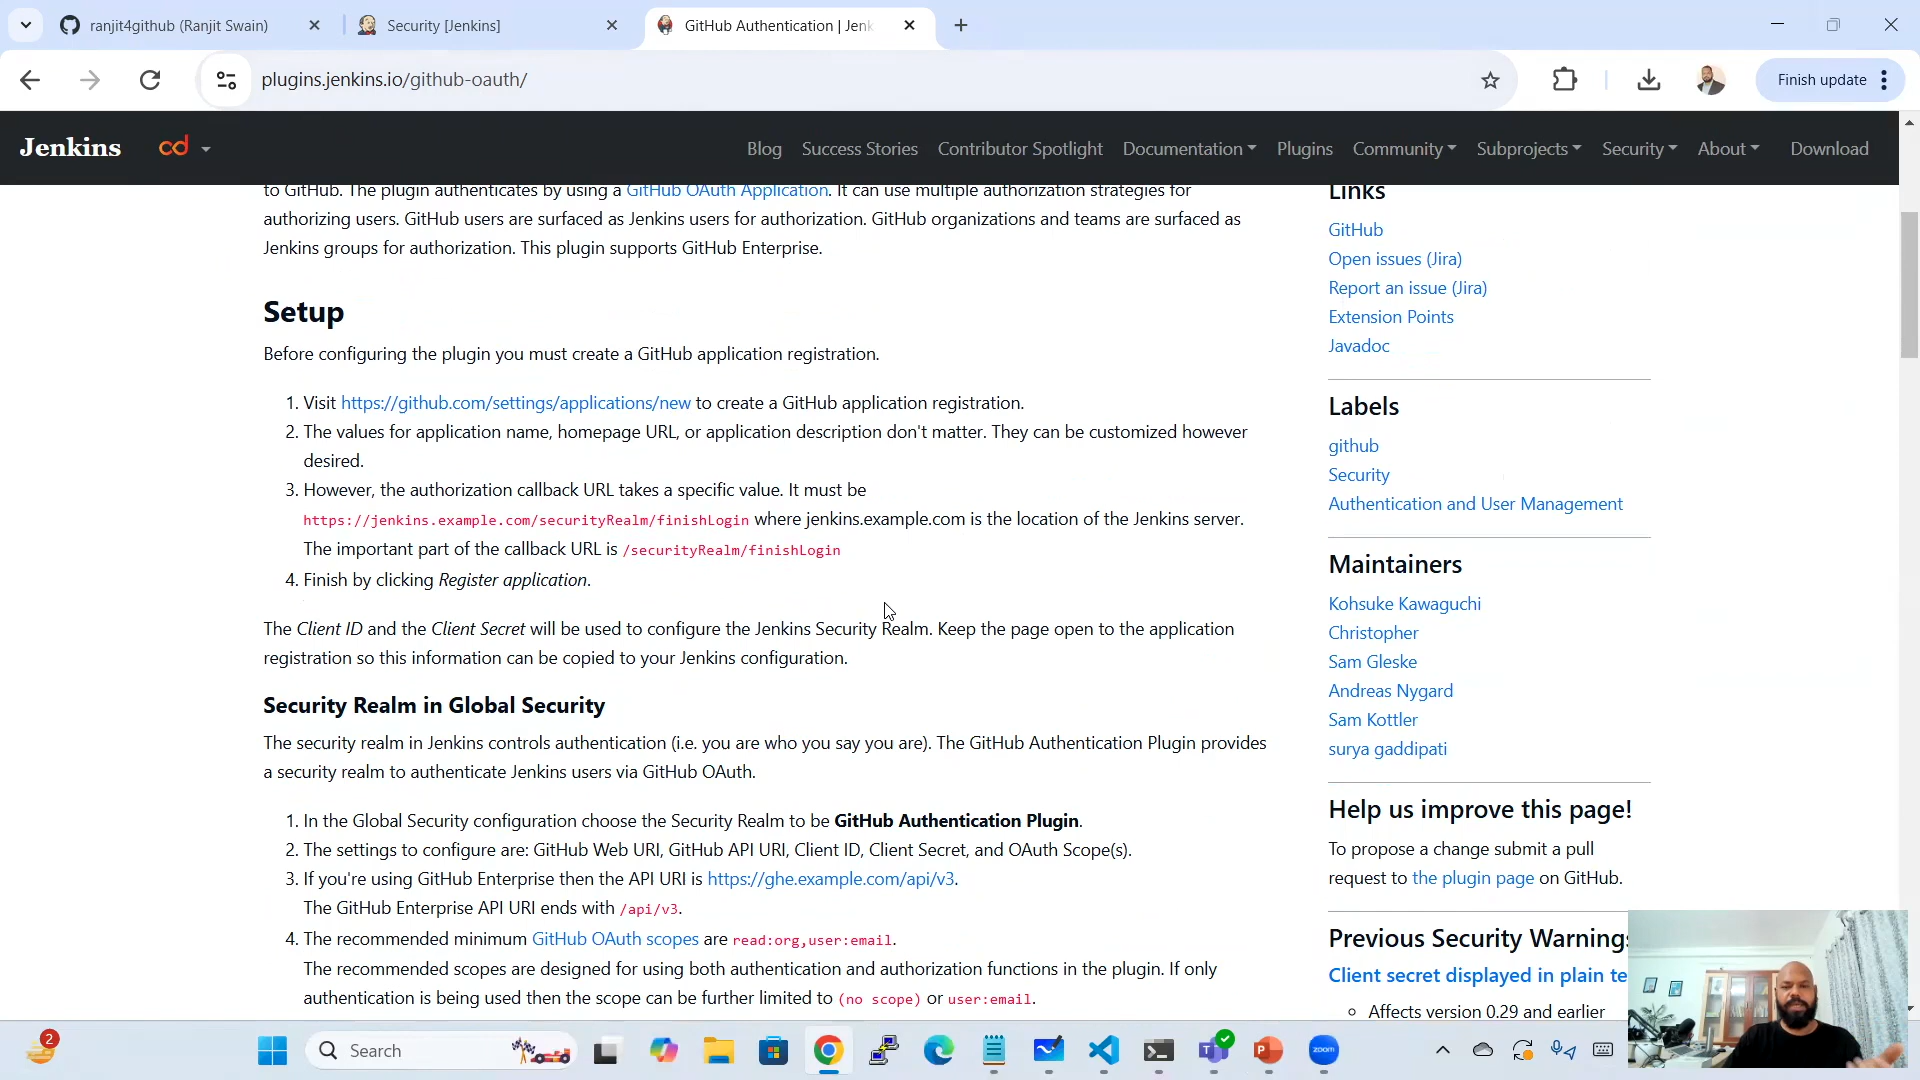 ranjit4github (Ranjit Swain)
Security [Jenkins]
GitHub Authentication | Jenk
plugins.jenkins.io/github-oauth/
Finish update
Jenkins
cd
Blog
Success Stories
Contributor Spotlight
Documentation
Plugins
Community
Subprojects
Security
About
Download
to GitHub. The plugin authenticates by using a GitHub OAuth Application. It can use multiple authorization strategies for
authorizing users. GitHub users are surfaced as Jenkins users for authorization. GitHub organizations and teams are surfaced as
Jenkins groups for authorization. This plugin supports GitHub Enterprise.
Setup
Before configuring the plugin you must create a GitHub application registration.
1. Visit https://github.com/settings/applications/new to create a GitHub application registration.
2. The values for application name, homepage URL, or application description don't matter. They can be customized however
desired.
3. However, the authorization callback URL takes a specific value. It must be
https://jenkins.example.com/securityRealm/finishLogin where jenkins.example.com is the location of the Jenkins server.
The important part of the callback URL is /securityRealm/finishLogin
4. Finish by clicking Register application.
The Client ID and the Client Secret will be used to configure the Jenkins Security Realm. Keep the page open to the application
registration so this information can be copied to your Jenkins configuration.
Security Realm in Global Security
The security realm in Jenkins controls authentication (i.e. you are who you say you are). The GitHub Authentication Plugin provides
a security realm to authenticate Jenkins users via GitHub OAuth.
1. In the Global Security configuration choose the Security Realm to be GitHub Authentication Plugin.
2. The settings to configure are: GitHub Web URI, GitHub API URI, Client ID, Client Secret, and OAuth Scope(s).
3. If you're using GitHub Enterprise then the API URI is https://ghe.example.com/api/v3.
The GitHub Enterprise API URI ends with /api/v3.
4. The recommended minimum GitHub OAuth scopes are read:org,user:email.
The recommended scopes are designed for using both authentication and authorization functions in the plugin. If only
authentication is being used then the scope can be further limited to (no scope) or user:email.
Links
GitHub
Open issues (Jira)
Report an issue (Jira)
Extension Points
Javadoc
Labels
github
Security
Authentication and User Management
Maintainers
Kohsuke Kawaguchi
Christopher
Sam Gleske
Andreas Nygard
Sam Kottler
surya gaddipati
Help us improve this page!
To propose a change submit a pull
request to the plugin page on GitHub.
Previous Security Warnings
Client secret displayed in plain te
Affects version 0.29 and earlier
2
Search
zoom